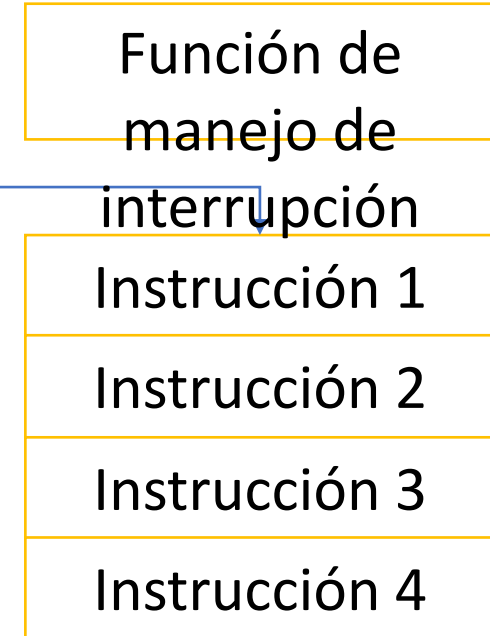 Función de
manejo de
interrupción
Instrucción 1
Instrucción 2
Instrucción 3
Instrucción 4